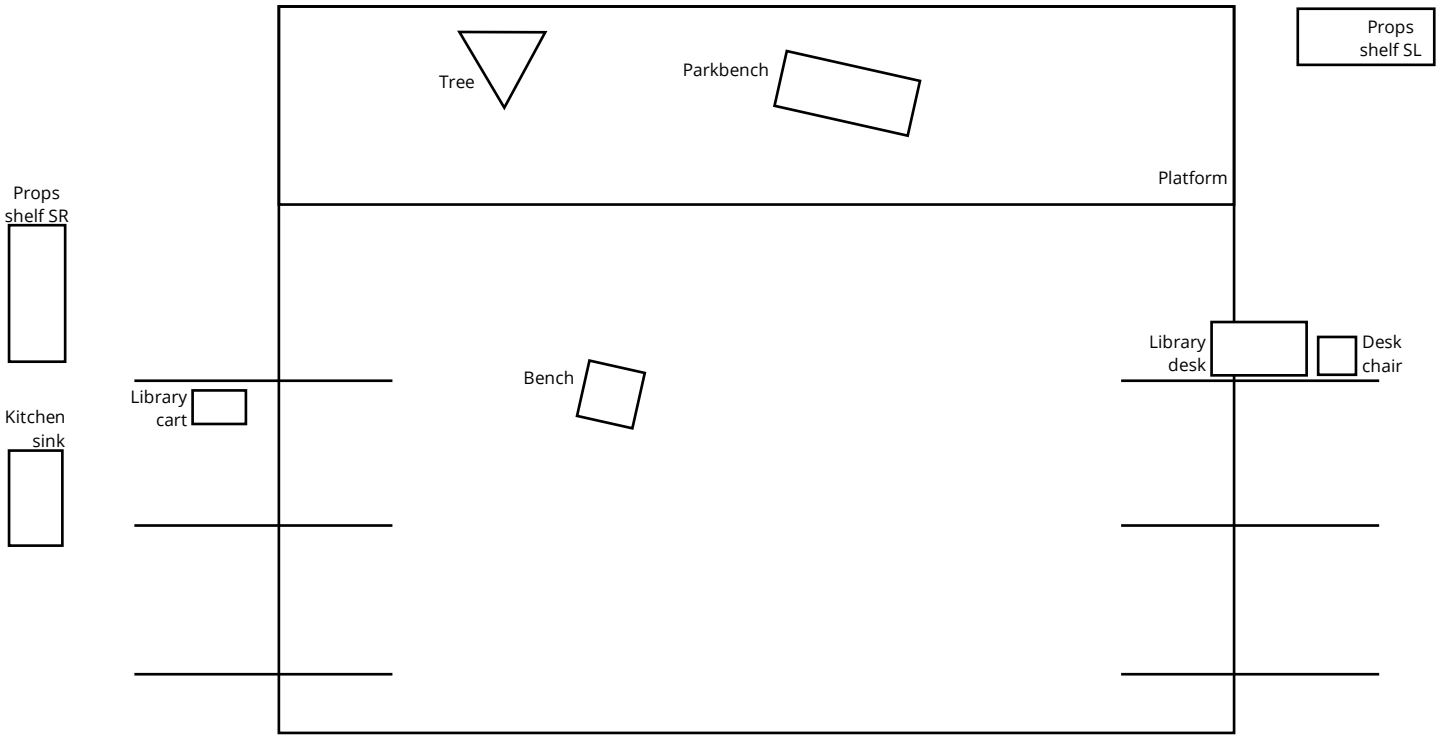 Props
shelf SL
Tree
Parkbench
Platform
Props
shelf SR
Library
desk
Desk
chair
Bench
Library
cart
Kitchen
sink